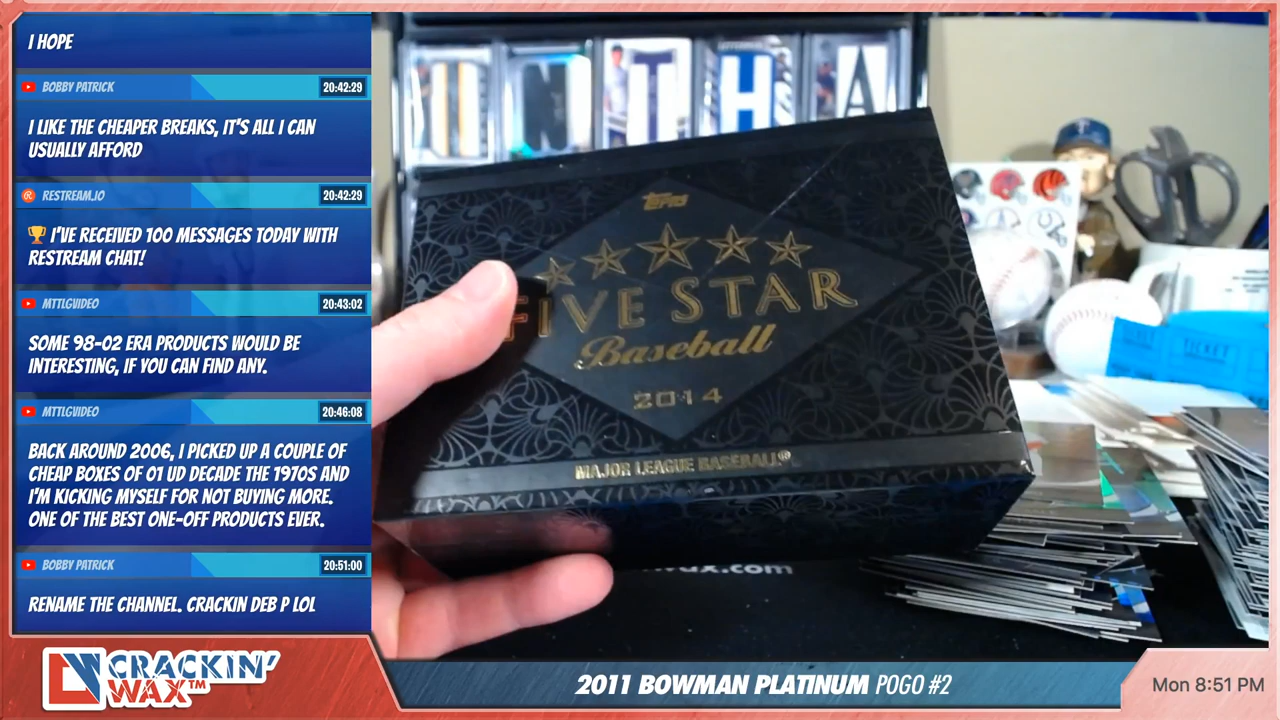 I HOPE
BOBBY PATRICK
20:42:29
I LIKE THE CHEAPER BREAKS, IT'S ALL I CAN
USUALLY AFFORD
RESTREAM.IO
20:42:29
🏆 I'VE RECEIVED 100 MESSAGES TODAY WITH
RESTREAM CHAT!
MTTLGVIDEO
20:43:02
SOME 98-02 ERA PRODUCTS WOULD BE
INTERESTING, IF YOU CAN FIND ANY.
MTTLGVIDEO
20:46:08
BACK AROUND 2006, I PICKED UP A COUPLE OF
CHEAP BOXES OF 01 UD DECADE THE 1970S AND
I'M KICKING MYSELF FOR NOT BUYING MORE.
ONE OF THE BEST ONE-OFF PRODUCTS EVER.
BOBBY PATRICK
20:51:00
RENAME THE CHANNEL. CRACKIN DEB P LOL
CRACKIN'
WAX™
TOPPS
FIVE STAR
Baseball
2014
MAJOR LEAGUE BASEBALL®
.com
TICKET
2011 BOWMAN PLATINUM POGO #2
Mon 8:51 PM